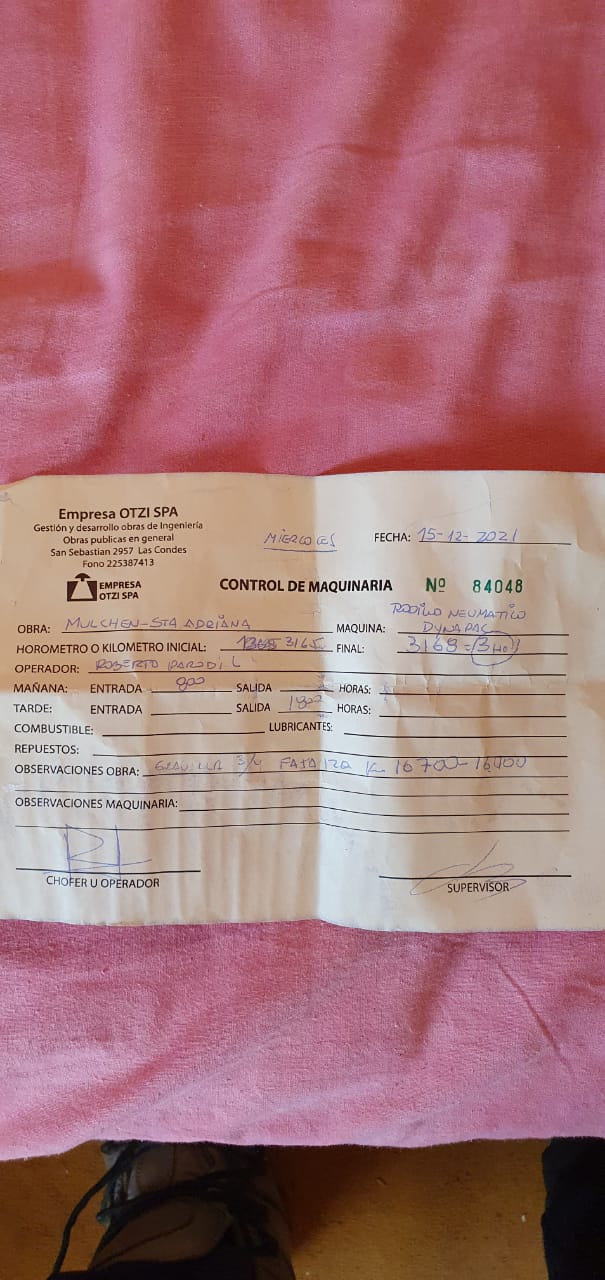 Empresa OTZI SPA
Gestión y desarrollo obras de Ingeniería
Obras publicas en general
San Sebastian 2957 Las Condes
Fono 225387413
EMPRESA
OTZI SPA
MIERCOLES
FECHA: 15-12-2021
CONTROL DE MAQUINARIA Nº 84048
OBRA: MULCHEN-STA ADRIANA
MAQUINA: RODILLO NEUMATICO
DYNAPAC
HOROMETRO O KILOMETRO INICIAL: 3165 FINAL: 3168 =
OPERADOR: ROBERTO PARODI L
MAÑANA: ENTRADA 800 SALIDA HORAS:
TARDE: ENTRADA SALIDA 1800 HORAS:
COMBUSTIBLE: LUBRICANTES:
REPUESTOS:
OBSERVACIONES OBRA: GRAVILLA 3/4 FAJA IZQ K 16700-
OBSERVACIONES MAQUINARIA:
CHOFER U OPERADOR
SUPERVISOR